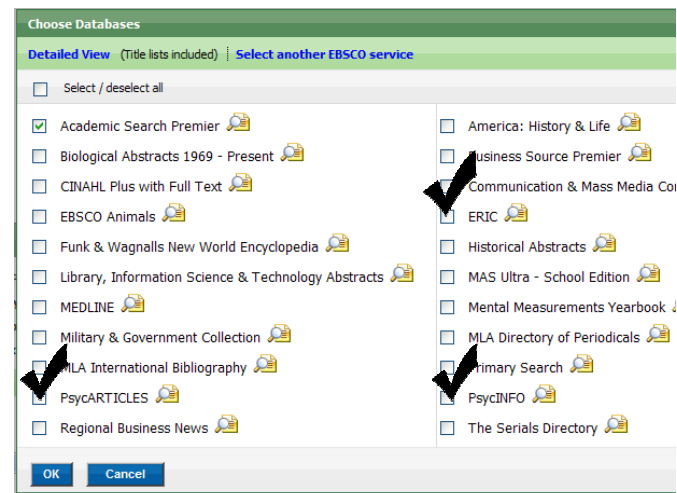 Choose Databases
Detailed View (Title lists included) Select another EBSCO service
Select / deselect all
Academic Search Premier
Biological Abstracts 1969 - Present
CINAHL Plus with Full Text
EBSCO Animals
Funk & Wagnalls New World Encyclopedia
Library, Information Science & Technology Abstracts
MEDLINE
Military & Government Collection
MLA International Bibliography
PsycARTICLES
Regional Business News
America: History & Life
Business Source Premier
Communication & Mass Media Co
ERIC
Historical Abstracts
MAS Ultra - School Edition
Mental Measurements Yearbook
MLA Directory of Periodicals
Primary Search
PsycINFO
The Serials Directory
OK Cancel